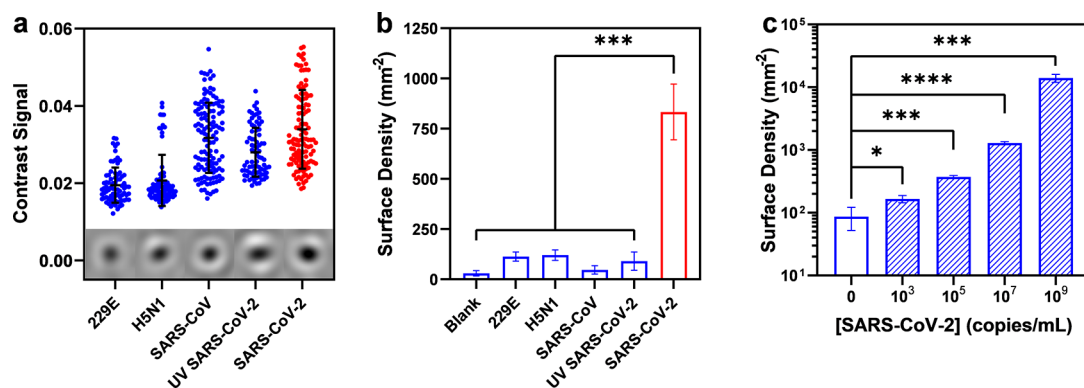 a
Contrast Signal
0.06
0.04
0.02
0.00
229E
H5N1
SARS-CoV
UV SARS-CoV-2
SARS-CoV-2
b
Surface Density (mm-2)
1250
1000
750
500
250
0
***
Blank
229E
H5N1
SARS-CoV
UV SARS-CoV-2
SARS-CoV-2
c
Surface Density (mm-2)
10⁵
10⁴
10³
10²
10¹
***
****
***
*
0
10³
10⁵
10⁷
10⁹
[SARS-CoV-2] (copies/mL)